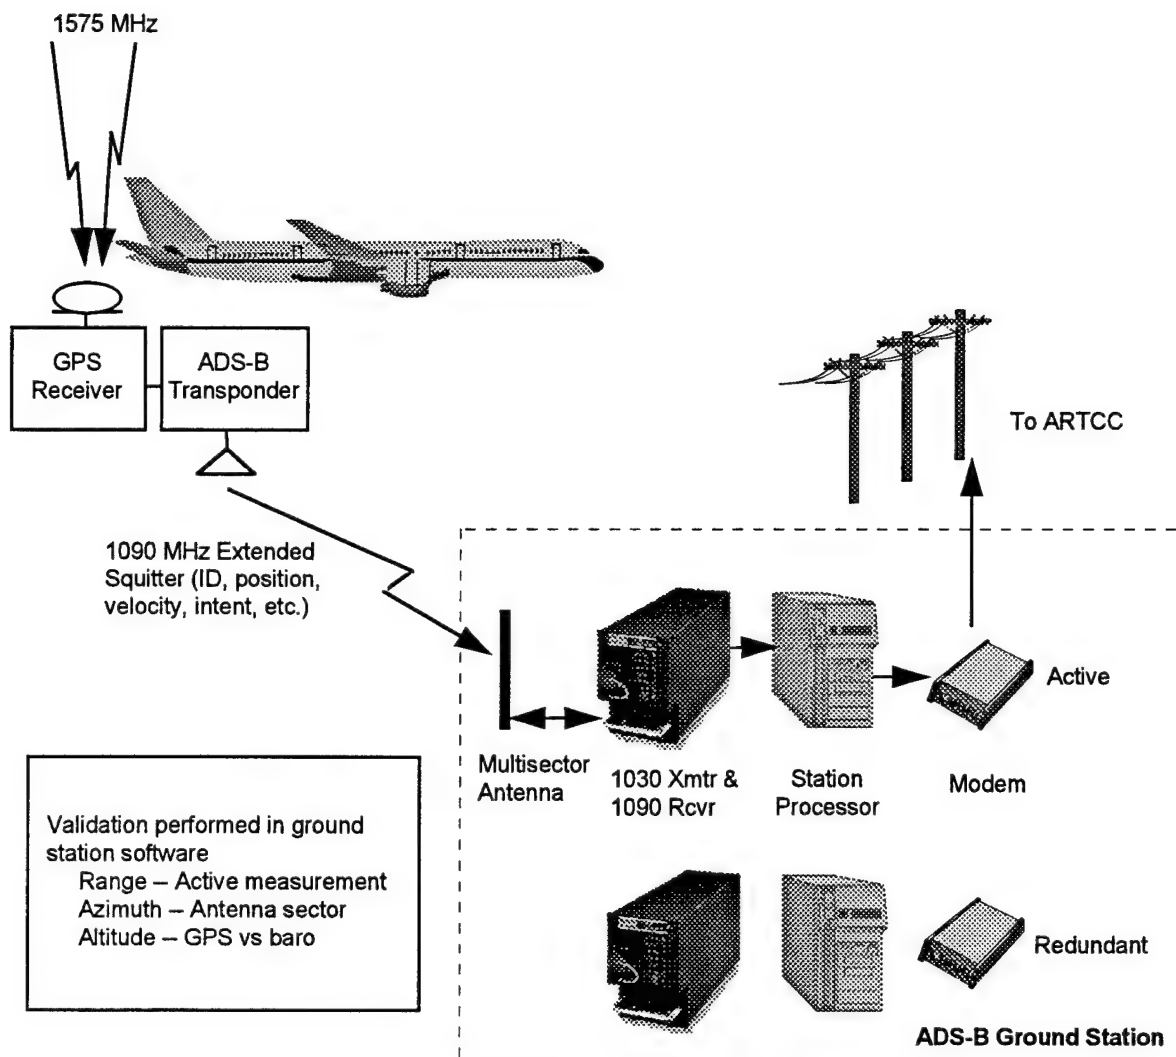 1575 MHz
GPS
Receiver
ADS-B
Transponder
To ARTCC
1090 MHz Extended
Squitter (ID, position,
velocity, intent, etc.)
Active
Multisector
Antenna
1030 Xmtr &
1090 Rcvr
Station
Processor
Modem
Validation performed in ground
station software
Range – Active measurement
Azimuth – Antenna sector
Altitude – GPS vs baro
Redundant
ADS-B Ground Station